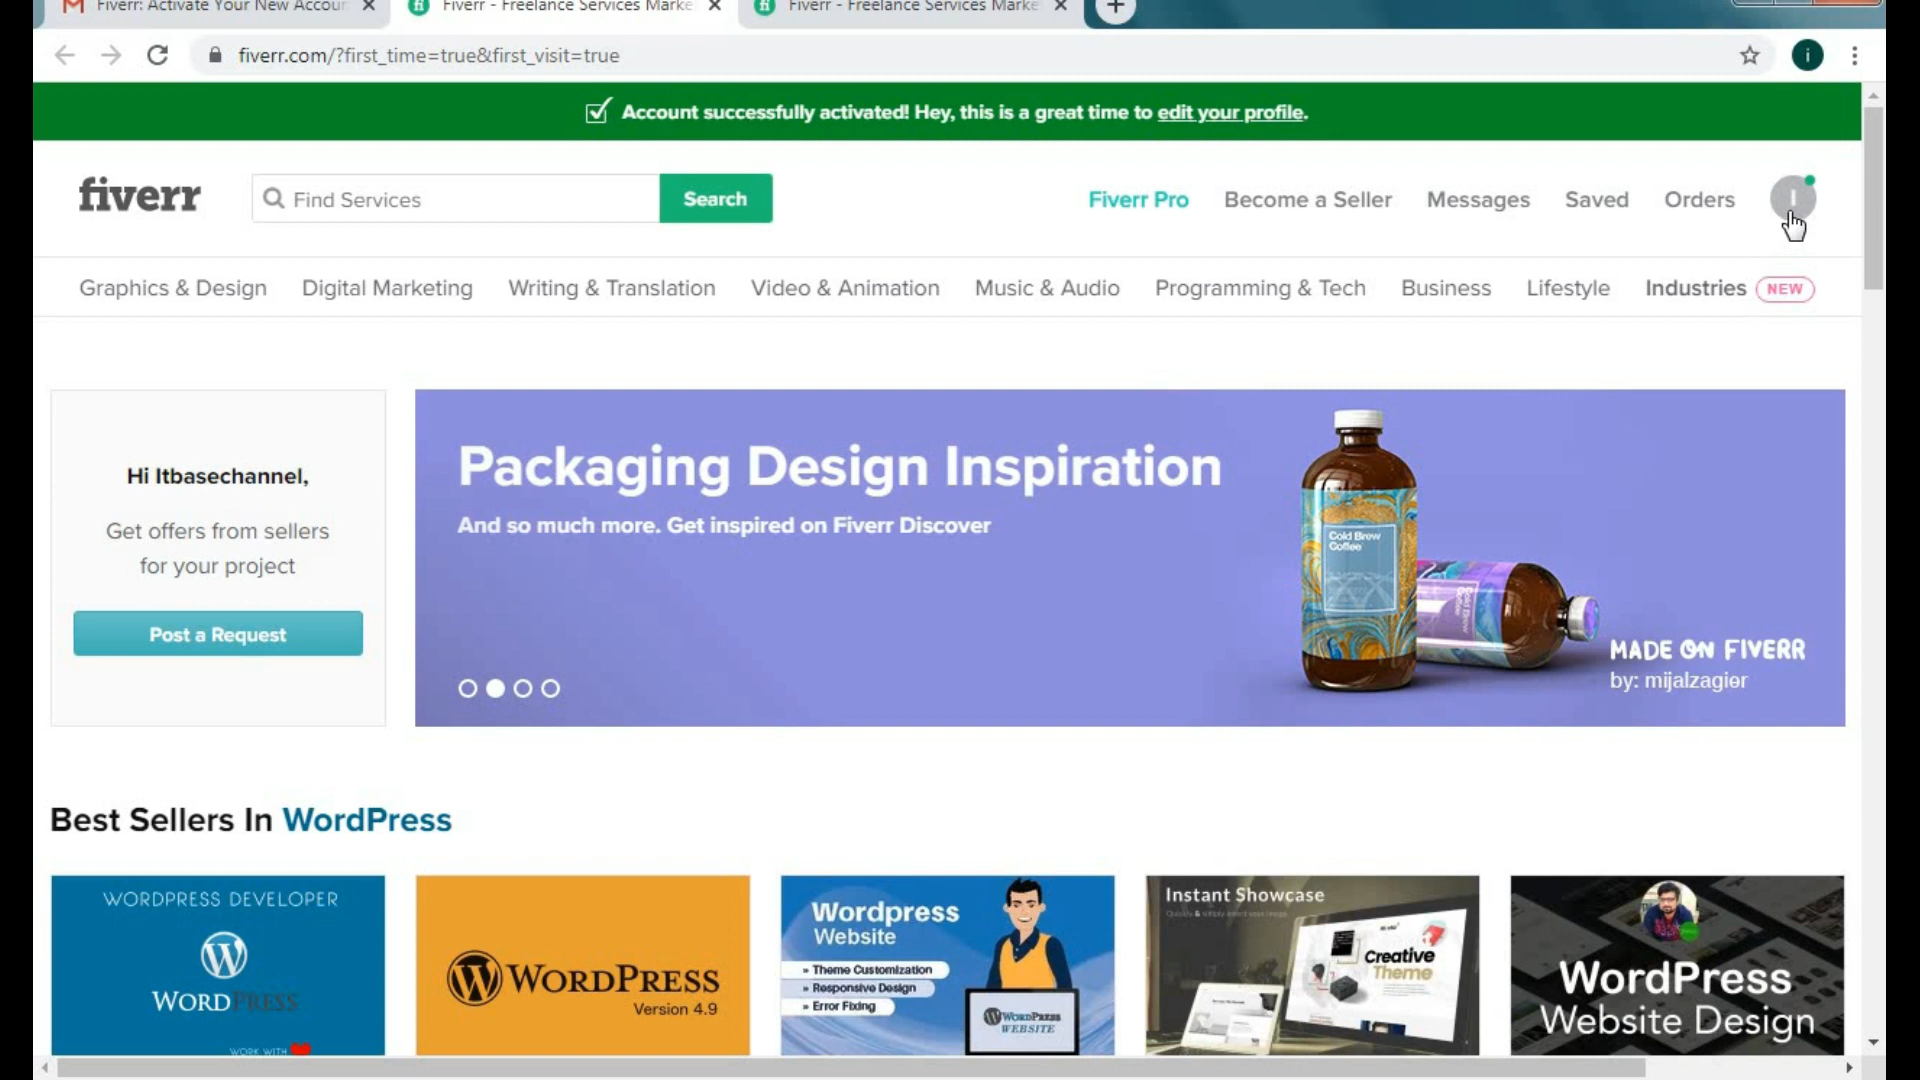 Fiverr: Activate Your New Accoun
Fiverr - Freelance Services Marke
Fiverr - Freelance Services Marke
fiverr.com/?first_time=true&first_visit=true
i
Account successfully activated! Hey, this is a great time to edit your profile.
fiverr
Find Services
Search
Fiverr Pro
Become a Seller
Messages
Saved
Orders
I
Graphics & Design
Digital Marketing
Writing & Translation
Video & Animation
Music & Audio
Programming & Tech
Business
Lifestyle
Industries NEW
Hi Itbasechannel,
Get offers from sellers
for your project
Post a Request
Packaging Design Inspiration
And so much more. Get inspired on Fiverr Discover
Cold Brew
Coffee
MADE ON FIVERR
by: mijalzagier
Best Sellers In WordPress
WORDPRESS DEVELOPER
WORDPRESS
WORK WITH
WORDPRESS
Version 4.9
Wordpress
Website
» Theme Customization
» Responsive Design
» Error Fixing
WORDPRESS
WEBSITE
Instant Showcase
Creative
Theme
WordPress
Website Design